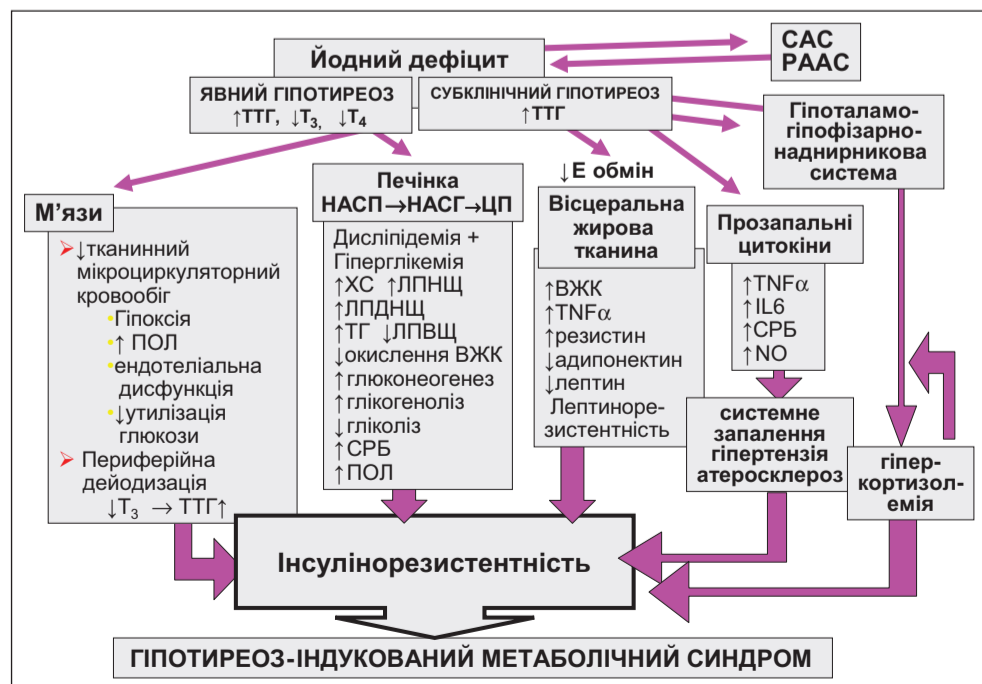 Йодний дефіцит
САС
РААС
ЯВНИЙ ГІПОТИРЕОЗ
↑ТТГ, ↓Т3, ↓Т4
СУБКЛІНІЧНИЙ ГІПОТИРЕОЗ
↑ТТГ
Гіпоталамо-
гіпофізарно-
наднирникова
система
М'язи
↓тканинний
мікроциркуляторний
кровообіг
Гіпоксія
↑ ПОЛ
ендотеліальна
дисфункція
↓утилізація
глюкози
Периферійна
дейодизація
↓Т3 → ТТГ↑
Печінка
НАСП→НАСГ→ЦП
Дисліпідемія +
Гіперглікемія
↑ХС ↑ЛПНЩ
↑ЛПДНЩ
↑ТГ ↓ЛПВЩ
↓окислення ВЖК
↑глюконеогенез
↑глікогеноліз
↓гліколіз
↑СРБ
↑ПОЛ
↓Е обмін
Вісцеральна
жирова
тканина
↑ВЖК
↑TNFα
↑резистин
↓адипонектин
↓лептин
Лептиноре-
зистентність
Прозапальні
цитокіни
↑TNFα
↑IL6
↑СРБ
↑NO
системне
запалення
гіпертензія
атеросклероз
гіпер-
кортизол-
емія
Інсулінорезистентність
ГІПОТИРЕОЗ-ІНДУКОВАНИЙ МЕТАБОЛІЧНИЙ СИНДРОМ